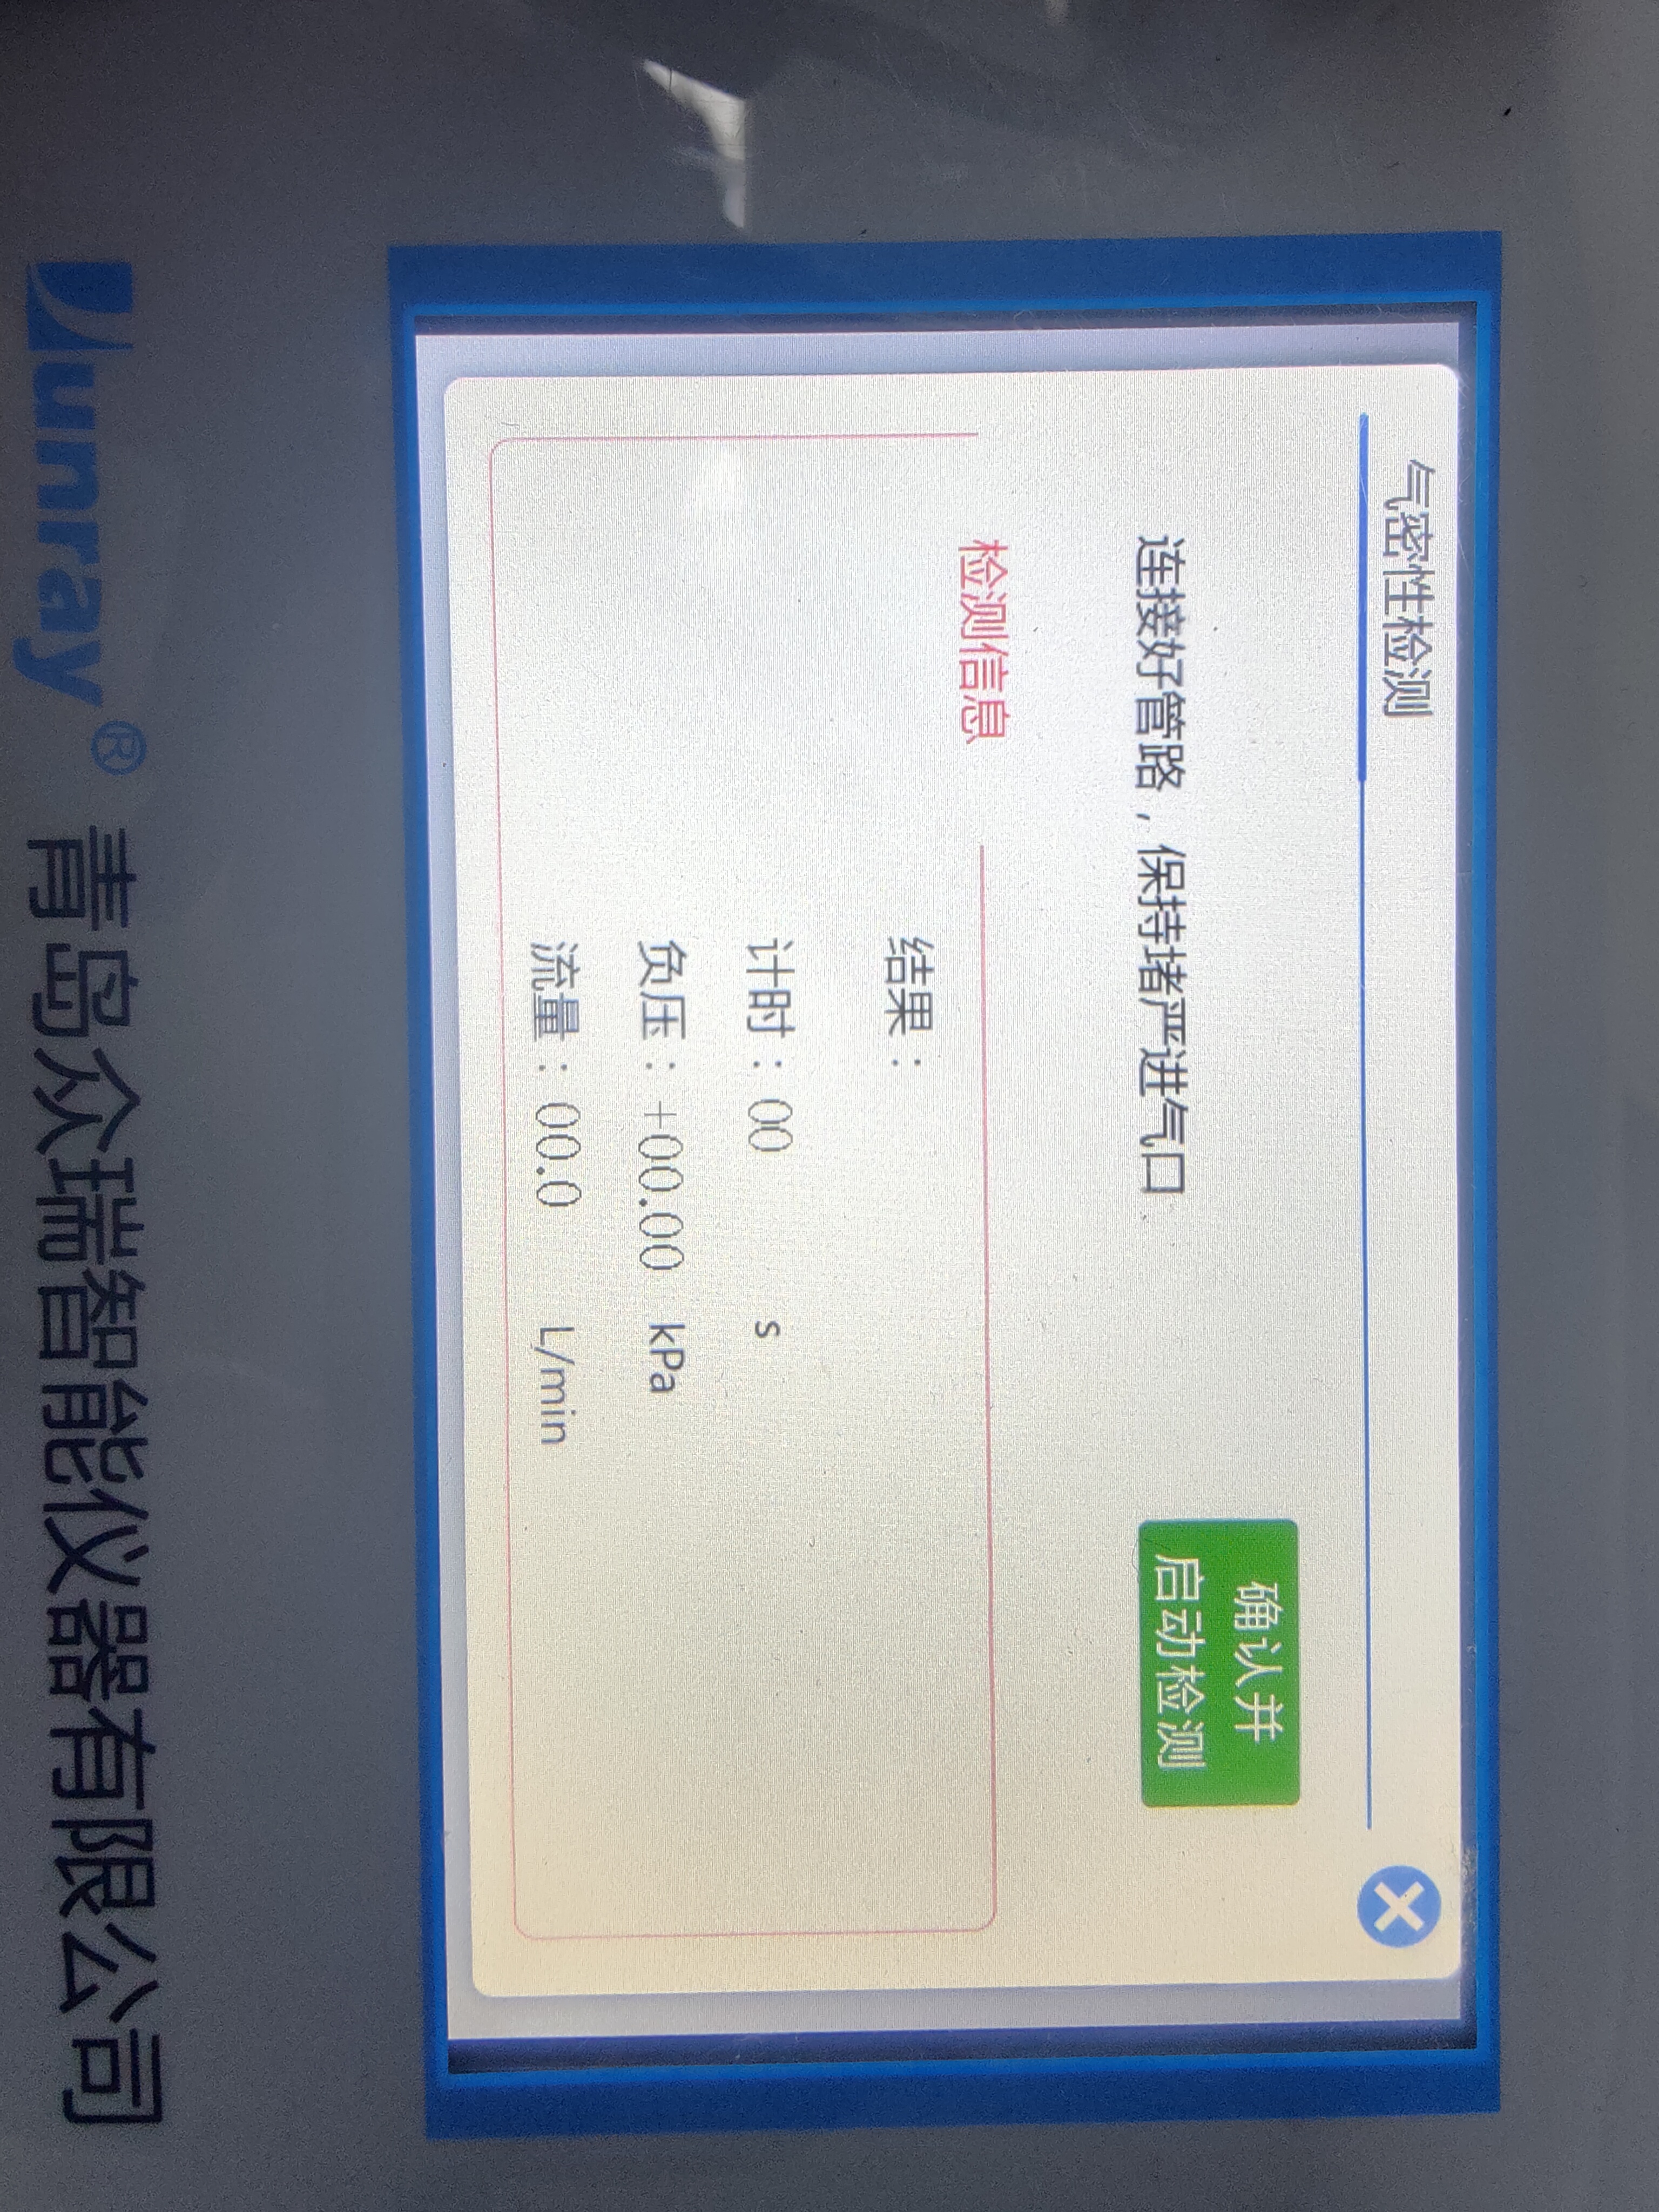 气密性检测
确认并
启动检测
连接好管路，保持堵严进气口
检测信息
结果：
计时：00 s
负压：+00.00 kPa
流量：00.0 L/min
Junray® 青岛众瑞智能仪器有限公司